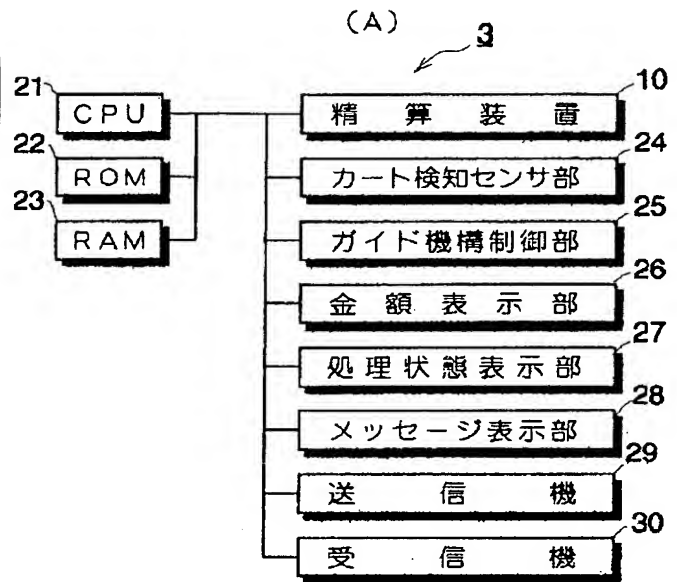 (A)
3
21 CPU
22 ROM
23 RAM
10 精算装置
24 カート検知センサ部
25 ガイド機構制御部
26 金額表示部
27 処理状態表示部
28 メッセージ表示部
29 送信機
30 受信機